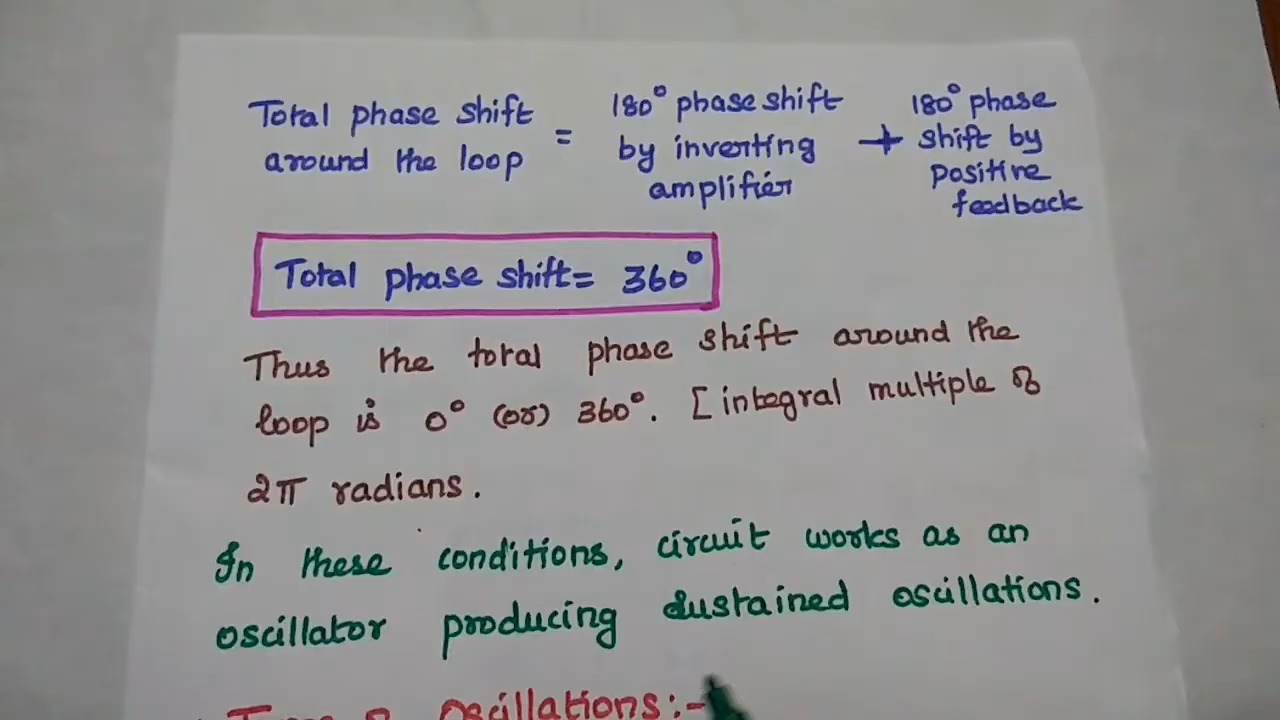 Total phase shift around the loop = 180° phase shift by inverting amplifier + 180° phase shift by positive feedback
Total phase shift = 360°
Thus the total phase shift around the
loop is 0° (or) 360°. [integral multiple of
2π radians.
In these conditions, circuit works as an
oscillator producing sustained oscillations.
Oscillations:-